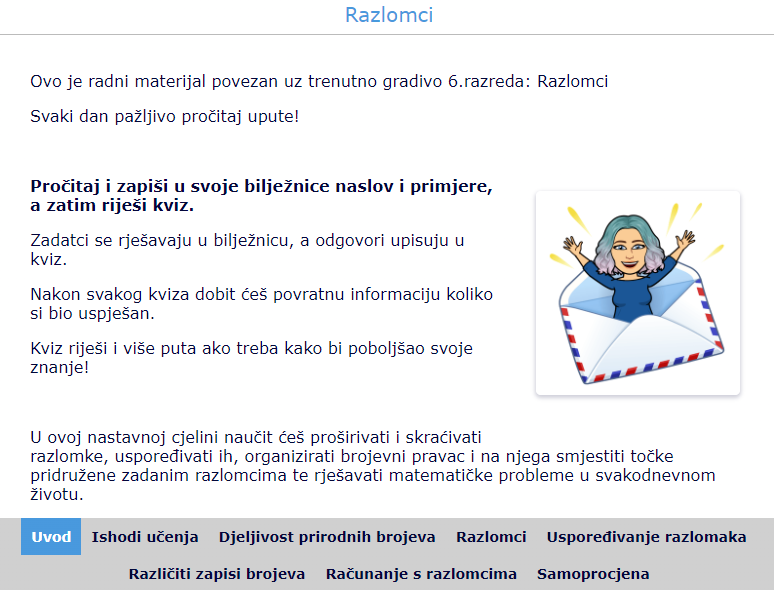 Razlomci
Ovo je radni materijal povezan uz trenutno gradivo 6.razreda: Razlomci
Svaki dan pažljivo pročitaj upute!
Pročitaj i zapiši u svoje bilježnice naslov i primjere,
a zatim riješi kviz.
Zadatci se rješavaju u bilježnicu, a odgovori upisuju u
kviz.
Nakon svakog kviza dobit ćeš povratnu informaciju koliko
si bio uspješan.
Kviz riješi i više puta ako treba kako bi poboljšao svoje
znanje!
U ovoj nastavnoj cjelini naučit ćeš proširivati i skraćivati
razlomke, uspoređivati ih, organizirati brojevni pravac i na njega smjestiti točke
pridružene zadanim razlomcima te rješavati matematičke probleme u svakodnevnom
životu.
Uvod Ishodi učenja Djeljivost prirodnih brojeva Razlomci Uspoređivanje razlomaka
Različiti zapisi brojeva Računanje s razlomcima Samoprocjena